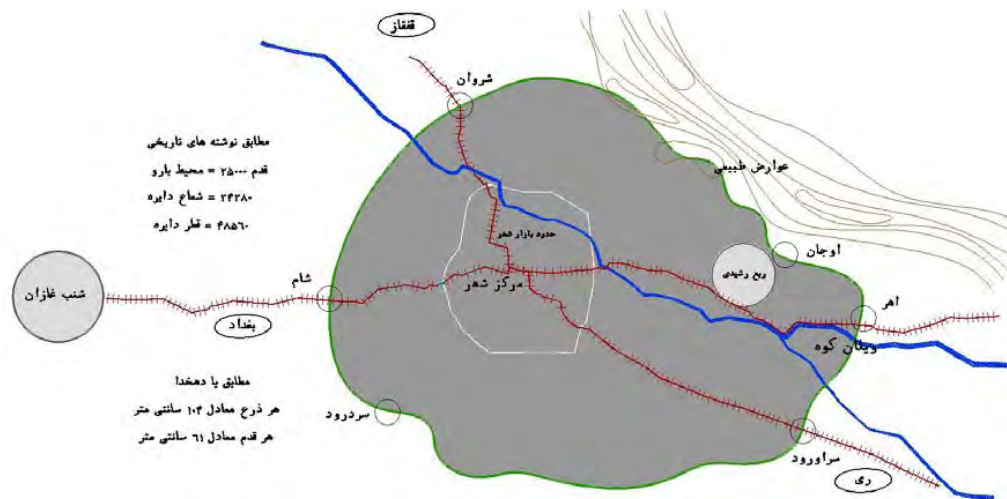 قفقاز
شروان
مطابق نوشته های تاریخی
قدم ۲۵۰۰۰ = محیط بارو
۲۴۲۸۰ = شعاع دایره
۴۸۵۶۰ = قطر دایره
عوارض طبیعی
حدود بازار شهر
اوجان
ربع رشیدی
شنب غازان
شام
مرکز شهر
اهر
بغداد
ویلان کوه
مطابق با دهخدا
هر ذرع معادل ۱۰۴ سانتی متر
هر قدم معادل ۶۱ سانتی متر
سردرود
سراورود
ری